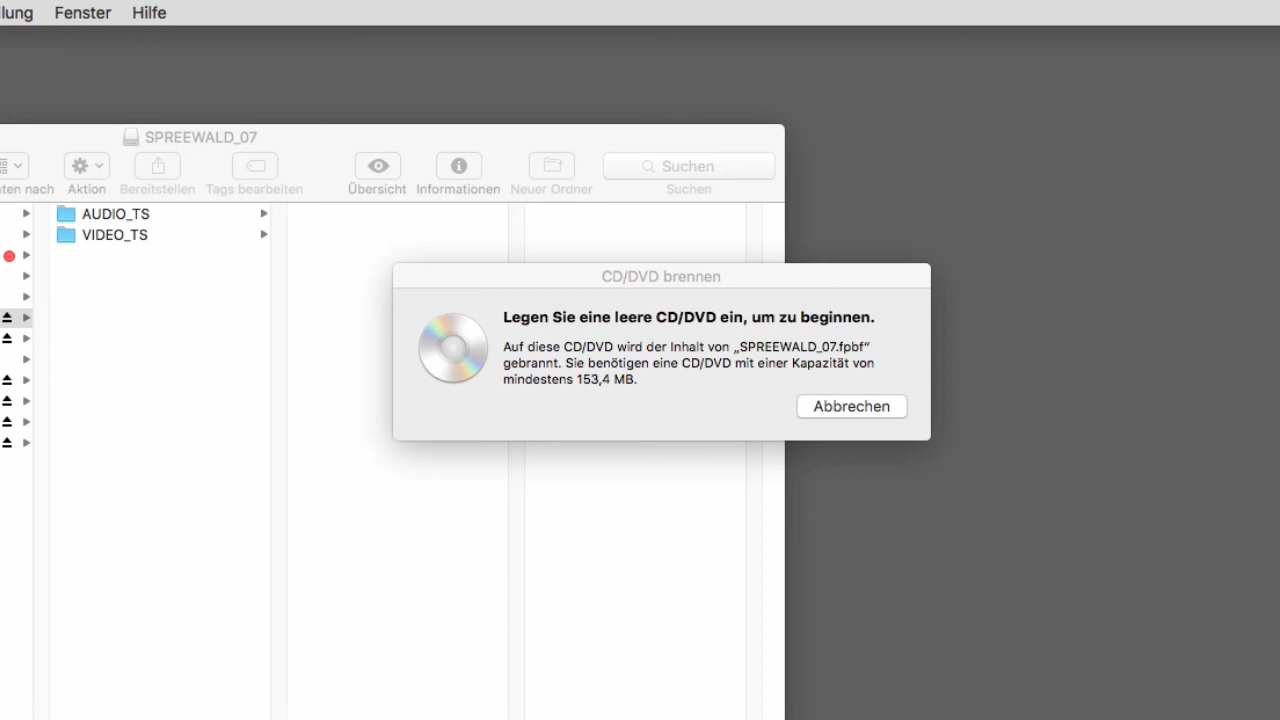 Fenster Hilfe
SPREEWALD_07
Suchen
nach Aktion Bereitstellen Tags bearbeiten Übersicht Informationen Neuer Ordner Suchen
AUDIO_TS
VIDEO_TS
CD/DVD brennen
Legen Sie eine leere CD/DVD ein, um zu beginnen.
Auf diese CD/DVD wird der Inhalt von „SPREEWALD_07.fpbf“
gebrannt. Sie benötigen eine CD/DVD mit einer Kapazität von
mindestens 153,4 MB.
Abbrechen